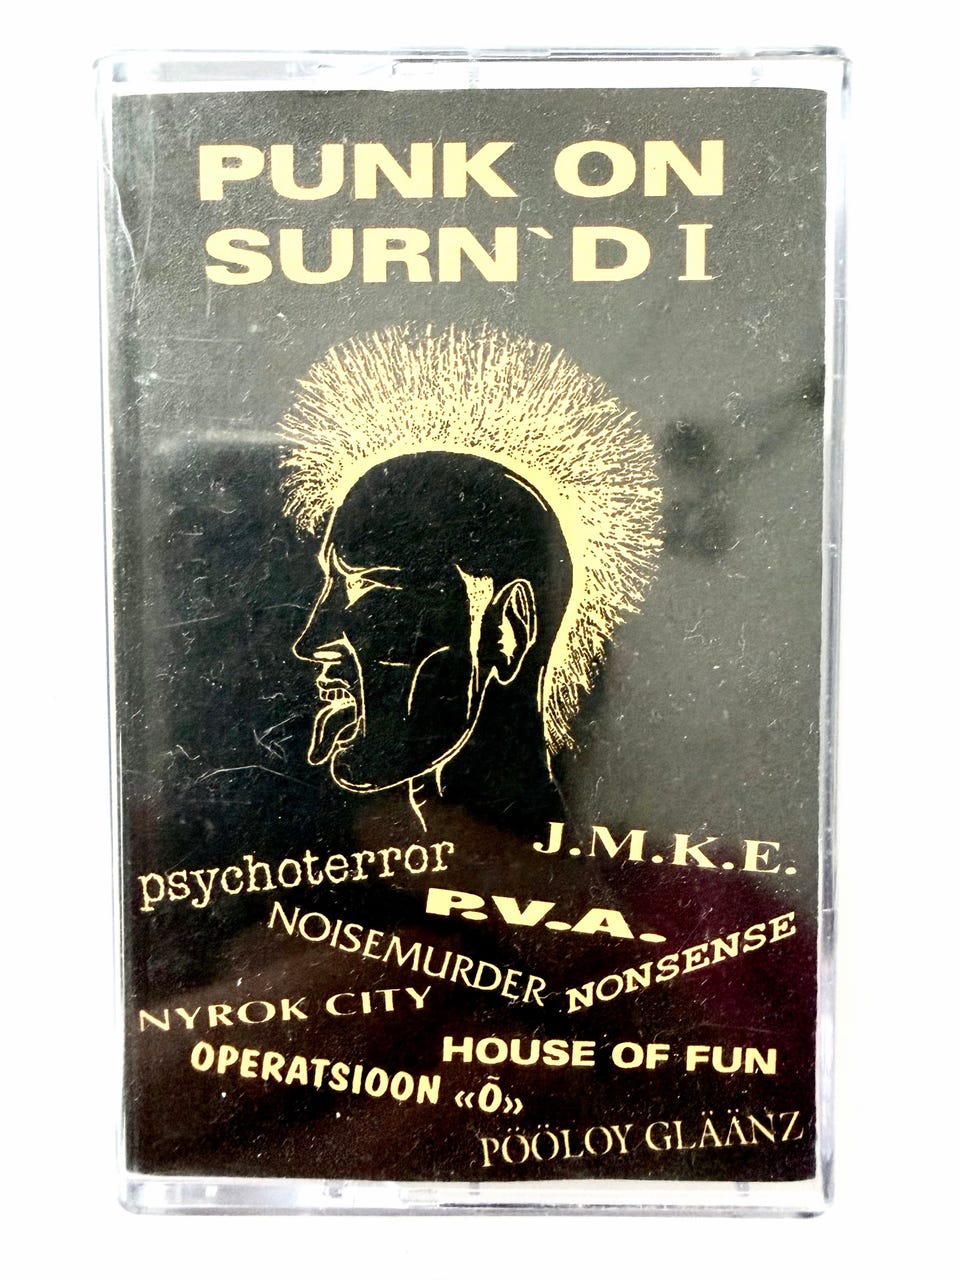 PUNK ON
SURN`D I
J.M.K.E.
psychoterror
P.V.A.
NOISEMURDER
NONSENSE
NYROK CITY
HOUSE OF FUN
OPERATSIOON «Õ»
PÖÖLOY GLÄÄNZ